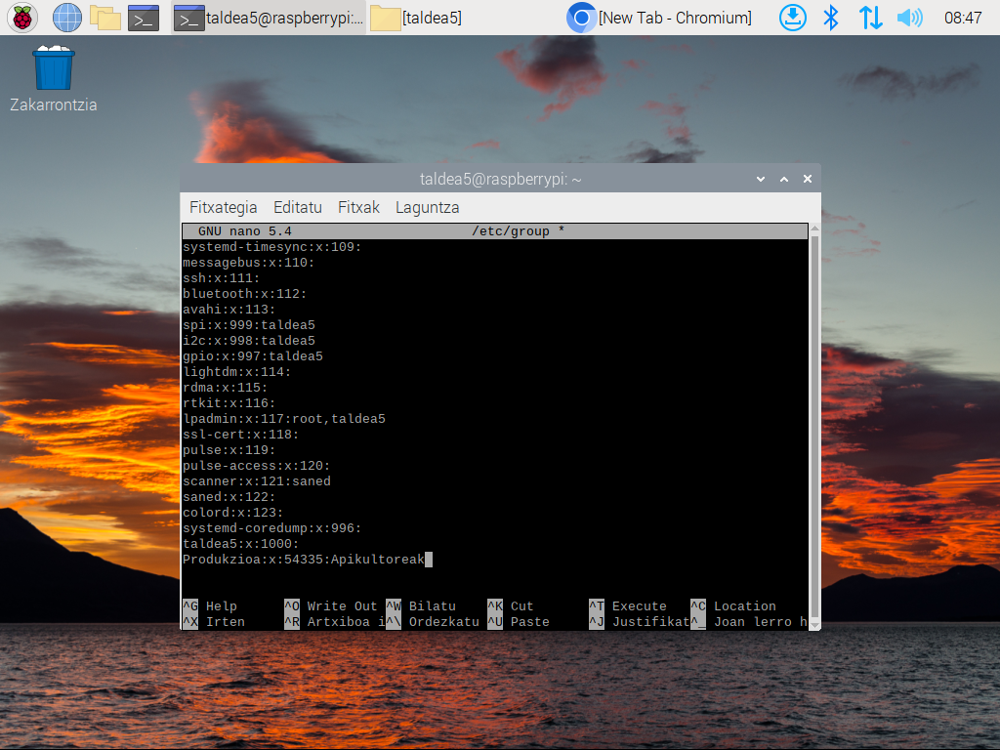 taldea5@raspberrypi:...
[taldea5]
[New Tab - Chromium]
08:47
Zakarrontzia
taldea5@raspberrypi: ~
Fitxategia Editatu Fitxak Laguntza
GNU nano 5.4 /etc/group *
systemd-timesync:x:109:
messagebus:x:110:
ssh:x:111:
bluetooth:x:112:
avahi:x:113:
spi:x:999:taldea5
i2c:x:998:taldea5
gpio:x:997:taldea5
lightdm:x:114:
rdma:x:115:
rtkit:x:116:
lpadmin:x:117:root,taldea5
ssl-cert:x:118:
pulse:x:119:
pulse-access:x:120:
scanner:x:121:saned
saned:x:122:
colord:x:123:
systemd-coredump:x:996:
taldea5:x:1000:
Produkzioa:x:54335:Apikultoreak
^G Help ^O Write Out ^W Bilatu ^K Cut ^T Execute ^C Location
^X Irten ^R Artxiboa i^\ Ordezkatu ^U Paste ^J Justifikat^_ Joan lerro h